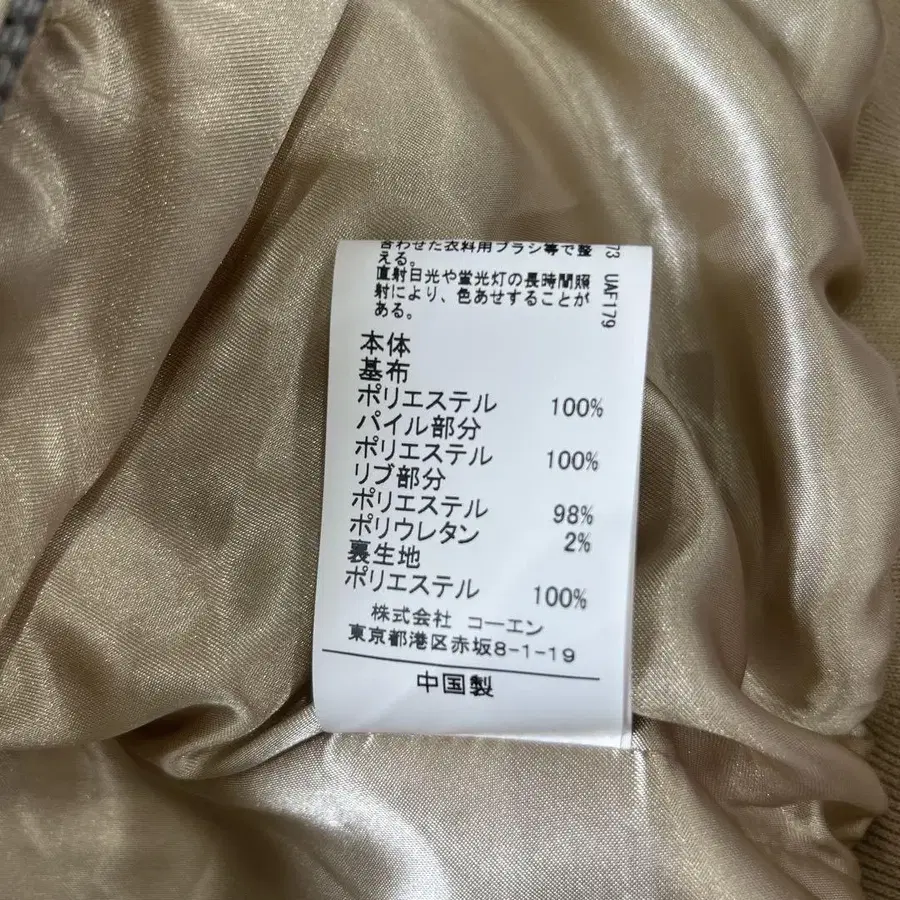 合わせた衣料用ブラシ等で整
える。
直射日光や蛍光灯の長時間照
射により、色あせすることが
ある。
73 UAF179
本体
基布
ポリエステル 100%
パイル部分
ポリエステル 100%
リブ部分
ポリエステル 98%
ポリウレタン 2%
裏生地
ポリエステル 100%
株式会社 コーエン
東京都港区赤坂8-1-19
中国製